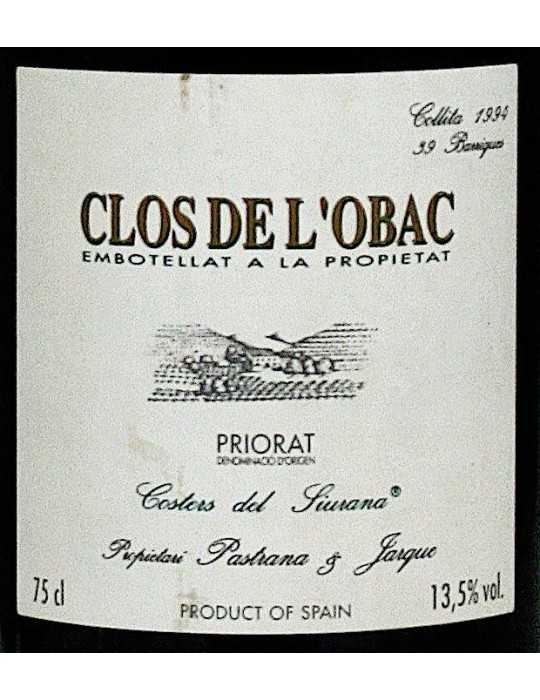 Collita 1994
39 Barriques
CLOS DE L'OBAC
EMBOTELLAT A LA PROPIETAT
PRIORAT
DENOMINACIO D'ORIGEN
Costers del Siurana®
Propietari Pastrana & Jarque
75 cl
PRODUCT OF SPAIN
13,5% vol.